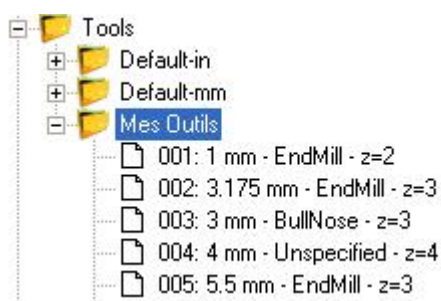 Tools
Default-in
Default-mm
Mes Outils
001: 1 mm - EndMill - z=2
002: 3.175 mm - EndMill - z=3
003: 3 mm - BullNose - z=3
004: 4 mm - Unspecified - z=4
005: 5.5 mm - EndMill - z=3